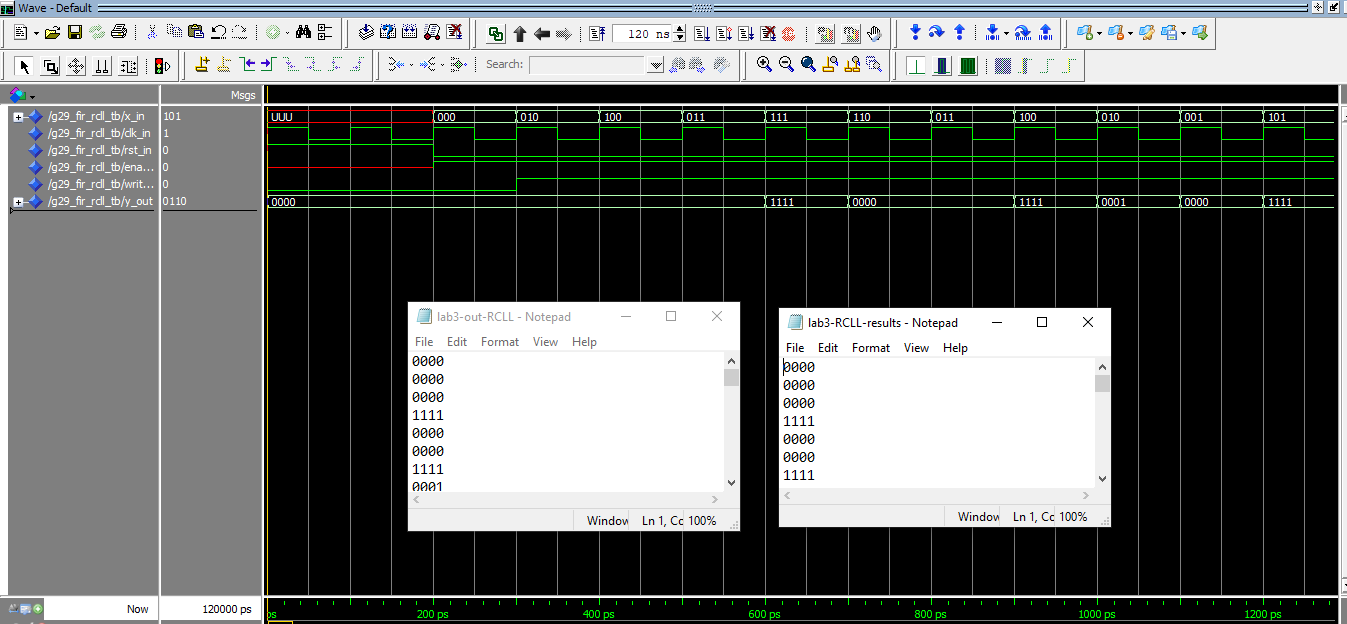 Wave - Default
120 ns
Search:
Msgs
/g29_fir_rcll_tb/x_in 101 UUU 000 010 100 011 111 110 011 100 010 001 101
/g29_fir_rcll_tb/clk_in 1
/g29_fir_rcll_tb/rst_in 0
/g29_fir_rcll_tb/ena... 0
/g29_fir_rcll_tb/writ... 0
/g29_fir_rcll_tb/y_out 0110 0000 1111 0000 1111 0001 0000 1111
lab3-out-RCLL - Notepad
File Edit Format View Help
0000
0000
0000
1111
0000
0000
1111
0001
Window Ln 1, Cc 100%
lab3-RCLL-results - Notepad
File Edit Format View Help
0000
0000
0000
1111
0000
0000
1111
Window Ln 1, Cc 100%
Now 120000 ps
ps 200 ps 400 ps 600 ps 800 ps 1000 ps 1200 ps